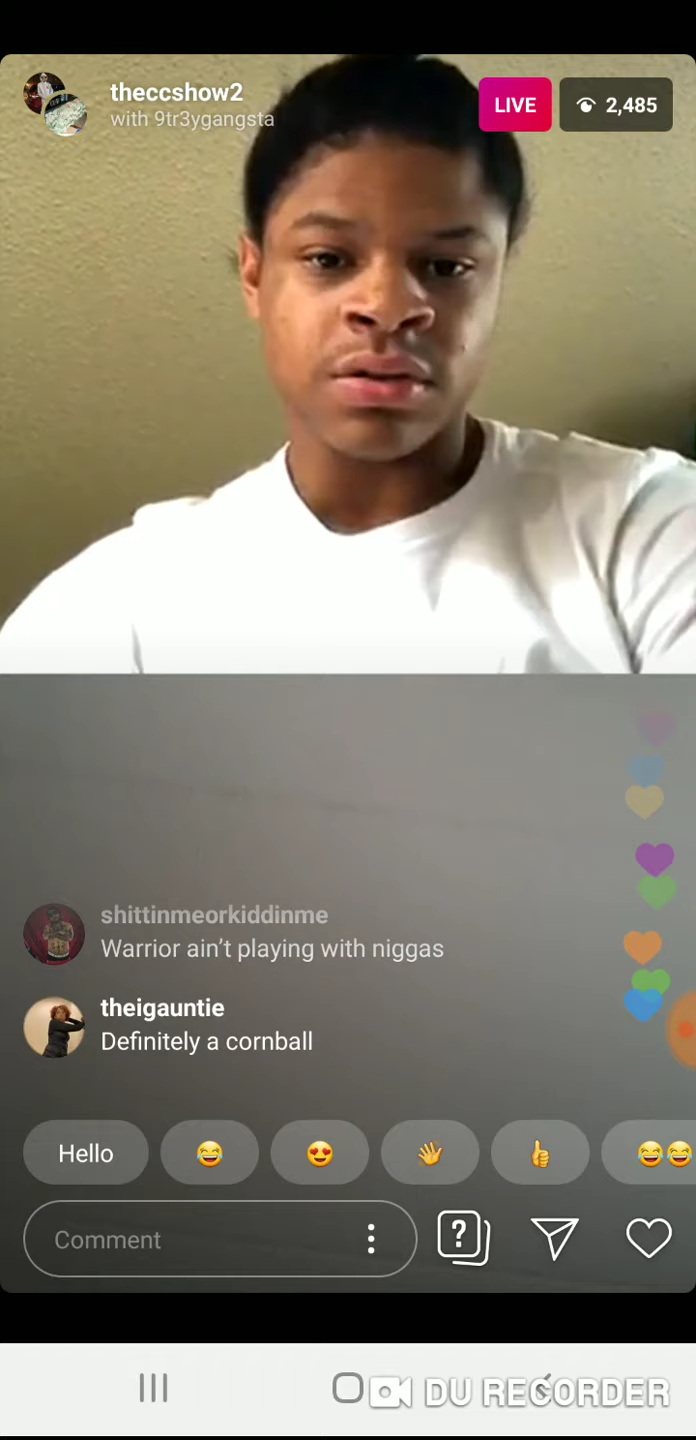 theccshow2
with 9tr3ygangsta
LIVE
2,485
shittinmeorkiddinme
Warrior ain't playing with niggas
theigauntie
Definitely a cornball
Hello
Comment
?
DU RECORDER